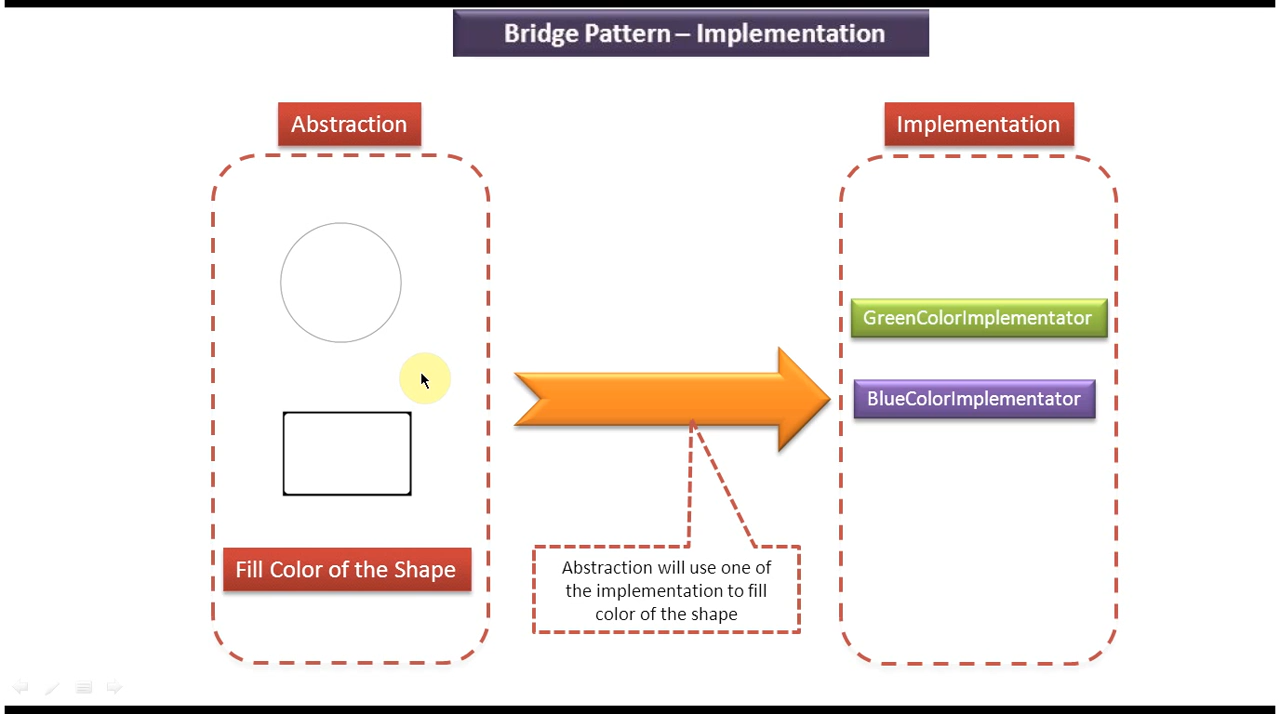 Bridge Pattern – Implementation
Abstraction
Implementation
GreenColorImplementator
BlueColorImplementator
Fill Color of the Shape
Abstraction will use one of
the implementation to fill
color of the shape